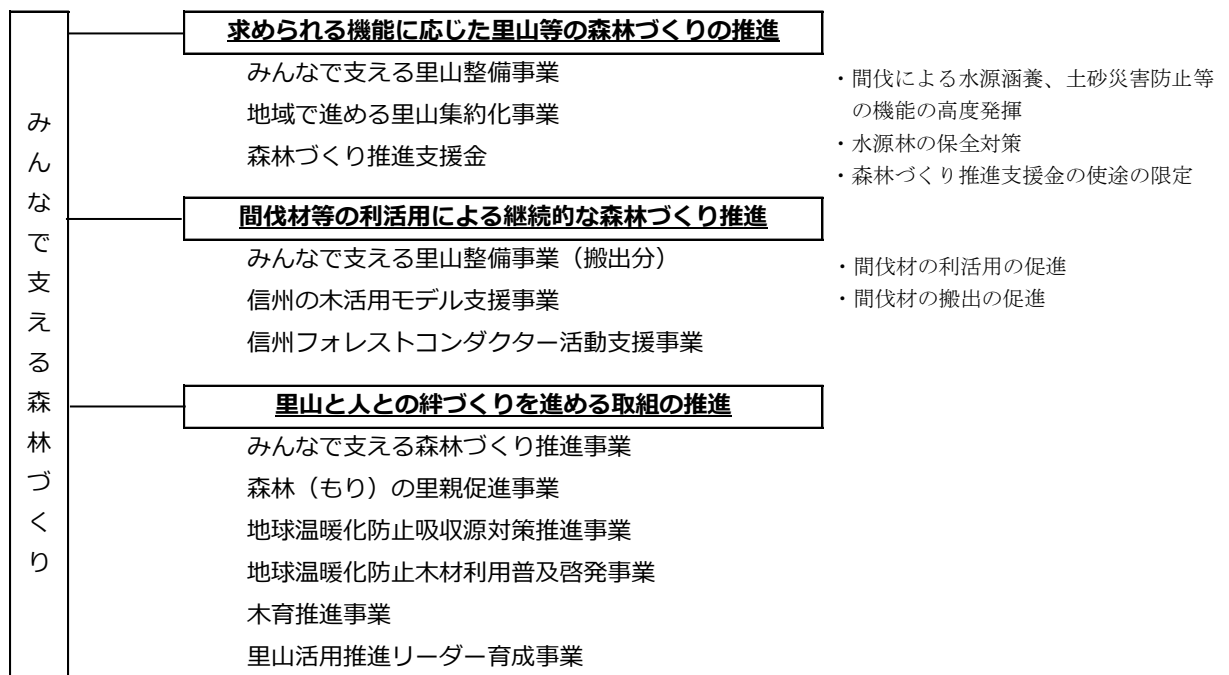 みんなで支える森林づくり
求められる機能に応じた里山等の森林づくりの推進
みんなで支える里山整備事業
地域で進める里山集約化事業
森林づくり推進支援金
・間伐による水源涵養、土砂災害防止等
の機能の高度発揮
・水源林の保全対策
・森林づくり推進支援金の使途の限定
間伐材等の利活用による継続的な森林づくり推進
みんなで支える里山整備事業（搬出分）
信州の木活用モデル支援事業
信州フォレストコンダクター活動支援事業
・間伐材の利活用の促進
・間伐材の搬出の促進
里山と人との絆づくりを進める取組の推進
みんなで支える森林づくり推進事業
森林（もり）の里親促進事業
地球温暖化防止吸収源対策推進事業
地球温暖化防止木材利用普及啓発事業
木育推進事業
里山活用推進リーダー育成事業